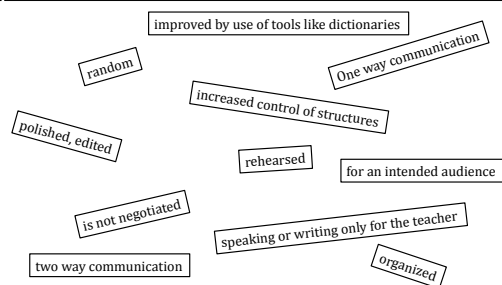 improved by use of tools like dictionaries
One way communication
random
increased control of structures
polished, edited
rehearsed
for an intended audience
is not negotiated
speaking or writing only for the teacher
two way communication
organized